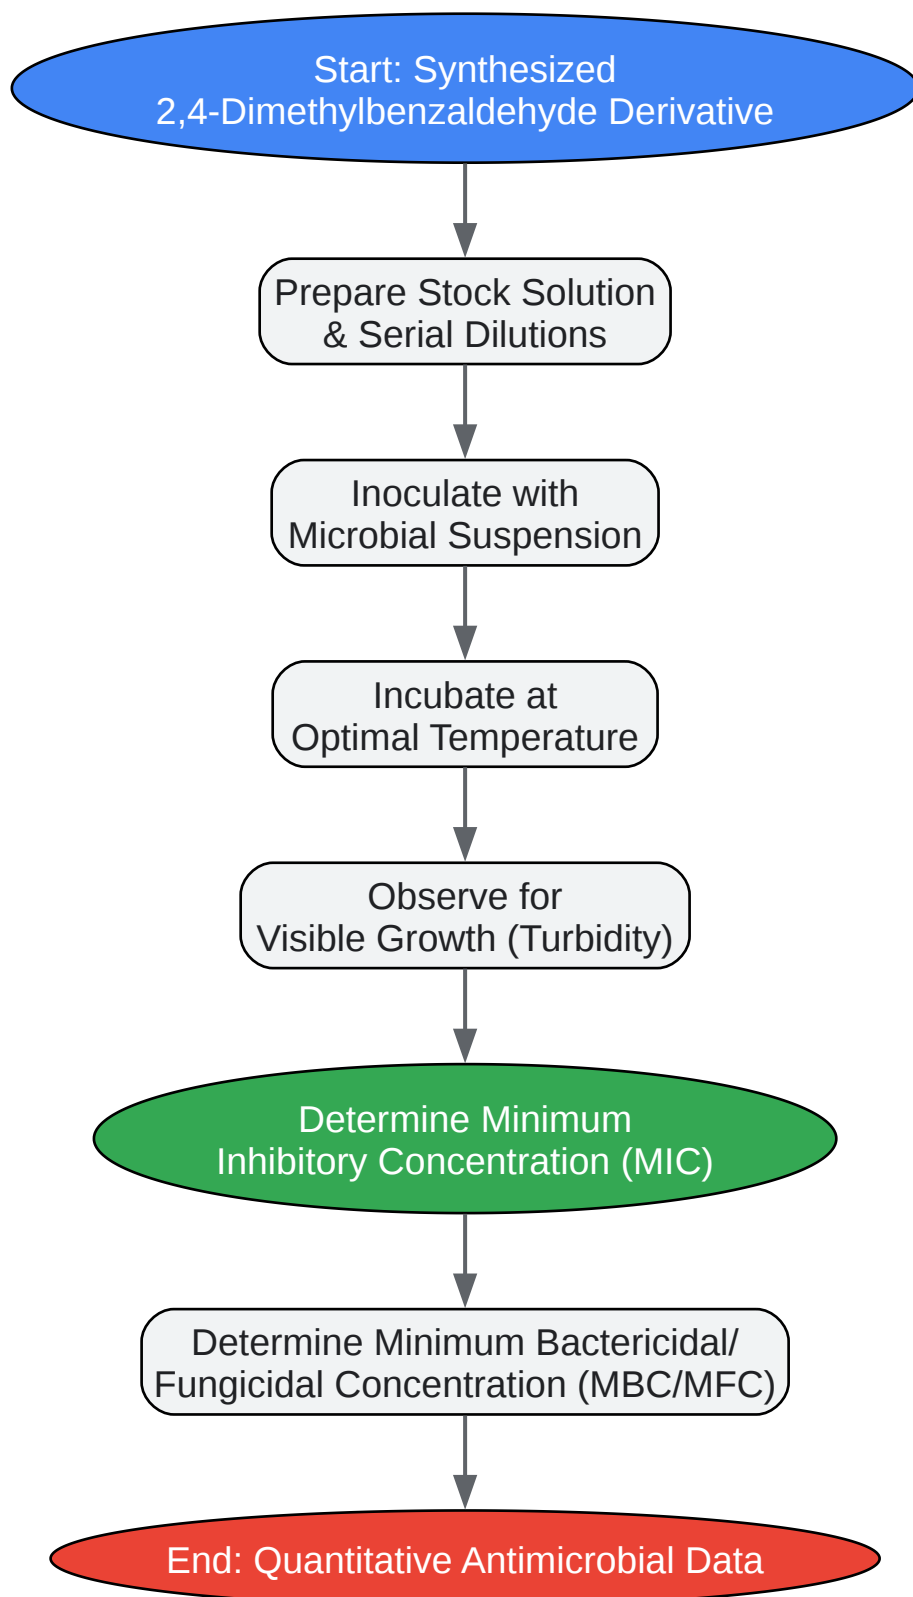 Start: Synthesized
2,4-Dimethylbenzaldehyde Derivative
Prepare Stock Solution
& Serial Dilutions
Inoculate with
Microbial Suspension
Incubate at
Optimal Temperature
Observe for
Visible Growth (Turbidity)
Determine Minimum
Inhibitory Concentration (MIC)
Determine Minimum Bactericidal/
Fungicidal Concentration (MBC/MFC)
End: Quantitative Antimicrobial Data